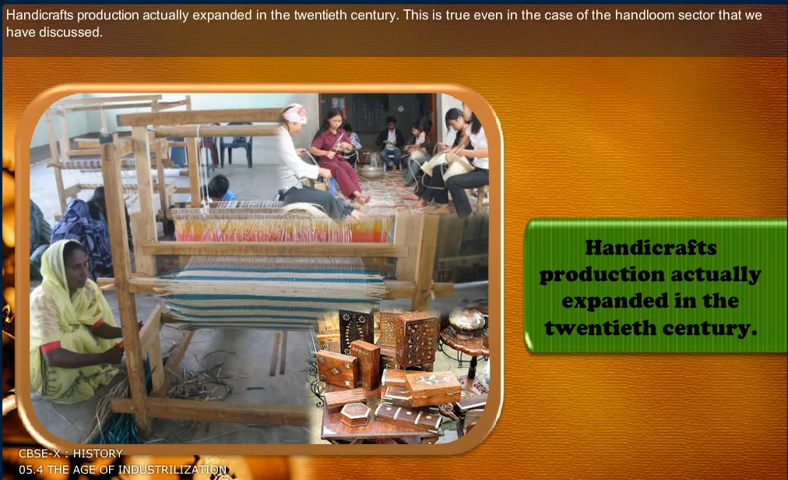 Handicrafts production actually expanded in the twentieth century. This is true even in the case of the handloom sector that we
have discussed.
Handicrafts
production actually
expanded in the
twentieth century.
CBSE-X : HISTORY
05.4 THE AGE OF INDUSTRILIZATION